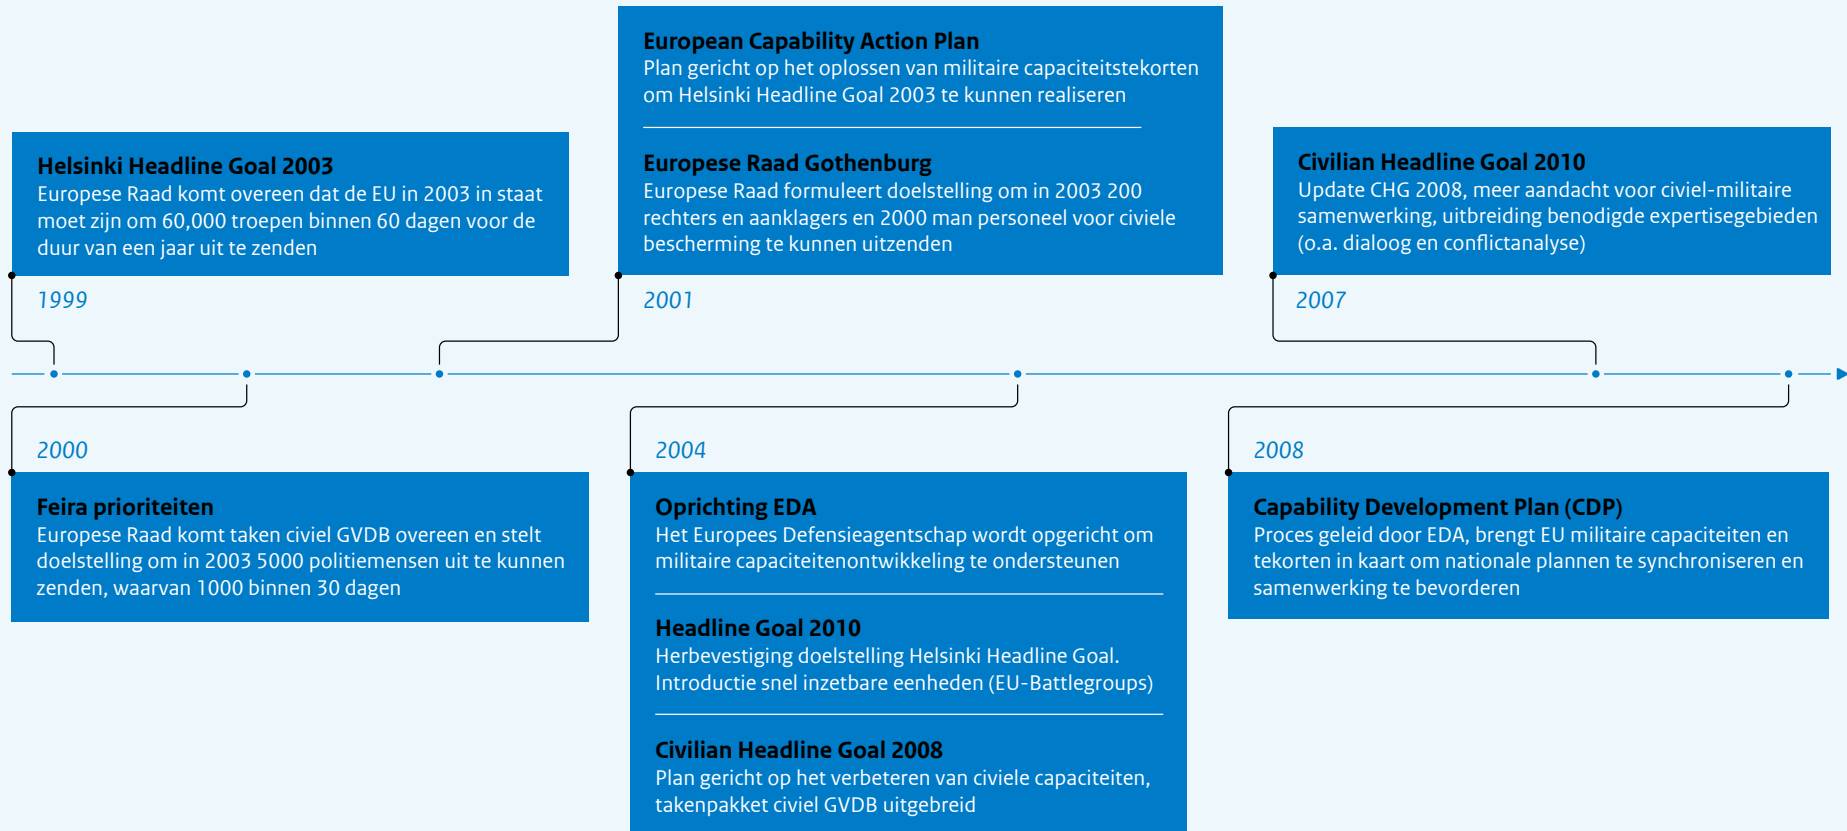 Helsinki Headline Goal 2003
Europese Raad komt overeen dat de EU in 2003 in staat
moet zijn om 60,000 troepen binnen 60 dagen voor de
duur van een jaar uit te zenden
1999
European Capability Action Plan
Plan gericht op het oplossen van militaire capaciteitstekorten
om Helsinki Headline Goal 2003 te kunnen realiseren
Europese Raad Gothenburg
Europese Raad formuleert doelstelling om in 2003 200
rechters en aanklagers en 2000 man personeel voor civiele
bescherming te kunnen uitzenden
2001
Civilian Headline Goal 2010
Update CHG 2008, meer aandacht voor civiel-militaire
samenwerking, uitbreiding benodigde expertisegebieden
(o.a. dialoog en conflictanalyse)
2007
2000
Feira prioriteiten
Europese Raad komt taken civiel GVDB overeen en stelt
doelstelling om in 2003 5000 politiemensen uit te kunnen
zenden, waarvan 1000 binnen 30 dagen
2004
Oprichting EDA
Het Europees Defensieagentschap wordt opgericht om
militaire capaciteitenontwikkeling te ondersteunen
Headline Goal 2010
Herbevestiging doelstelling Helsinki Headline Goal.
Introductie snel inzetbare eenheden (EU-Battlegroups)
Civilian Headline Goal 2008
Plan gericht op het verbeteren van civiele capaciteiten,
takenpakket civiel GVDB uitgebreid
2008
Capability Development Plan (CDP)
Proces geleid door EDA, brengt EU militaire capaciteiten en
tekorten in kaart om nationale plannen te synchroniseren en
samenwerking te bevorderen